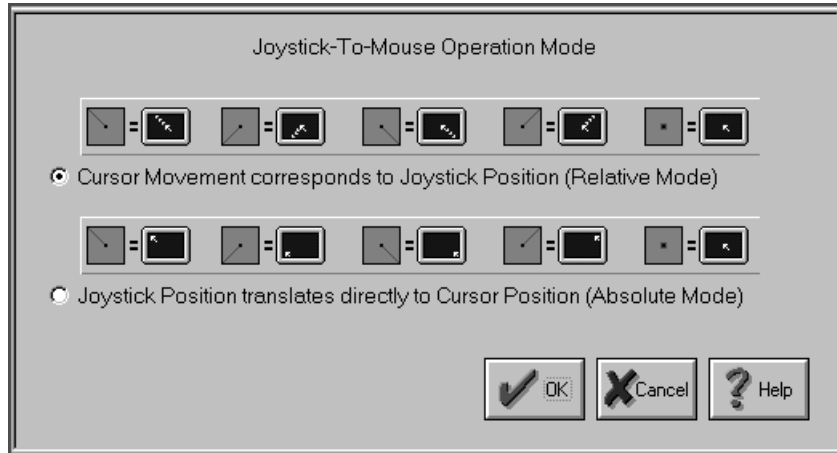 Joystick-To-Mouse Operation Mode
= = = = =
Cursor Movement corresponds to Joystick Position (Relative Mode)
= = = = =
Joystick Position translates directly to Cursor Position (Absolute Mode)
OK Cancel Help